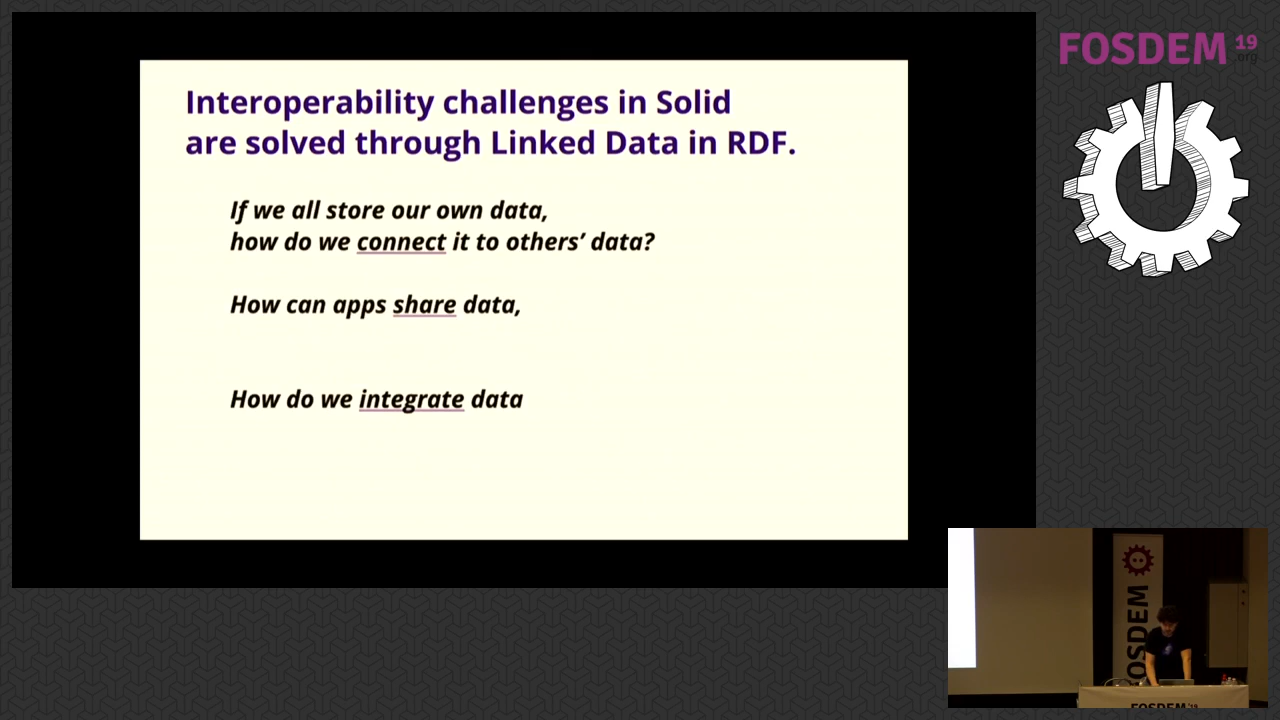 Interoperability challenges in Solid
are solved through Linked Data in RDF.
If we all store our own data,
how do we connect it to others’ data?
How can apps share data,
How do we integrate data
FOSDEM 19
.org
FOSDEM
FOSDEM '19